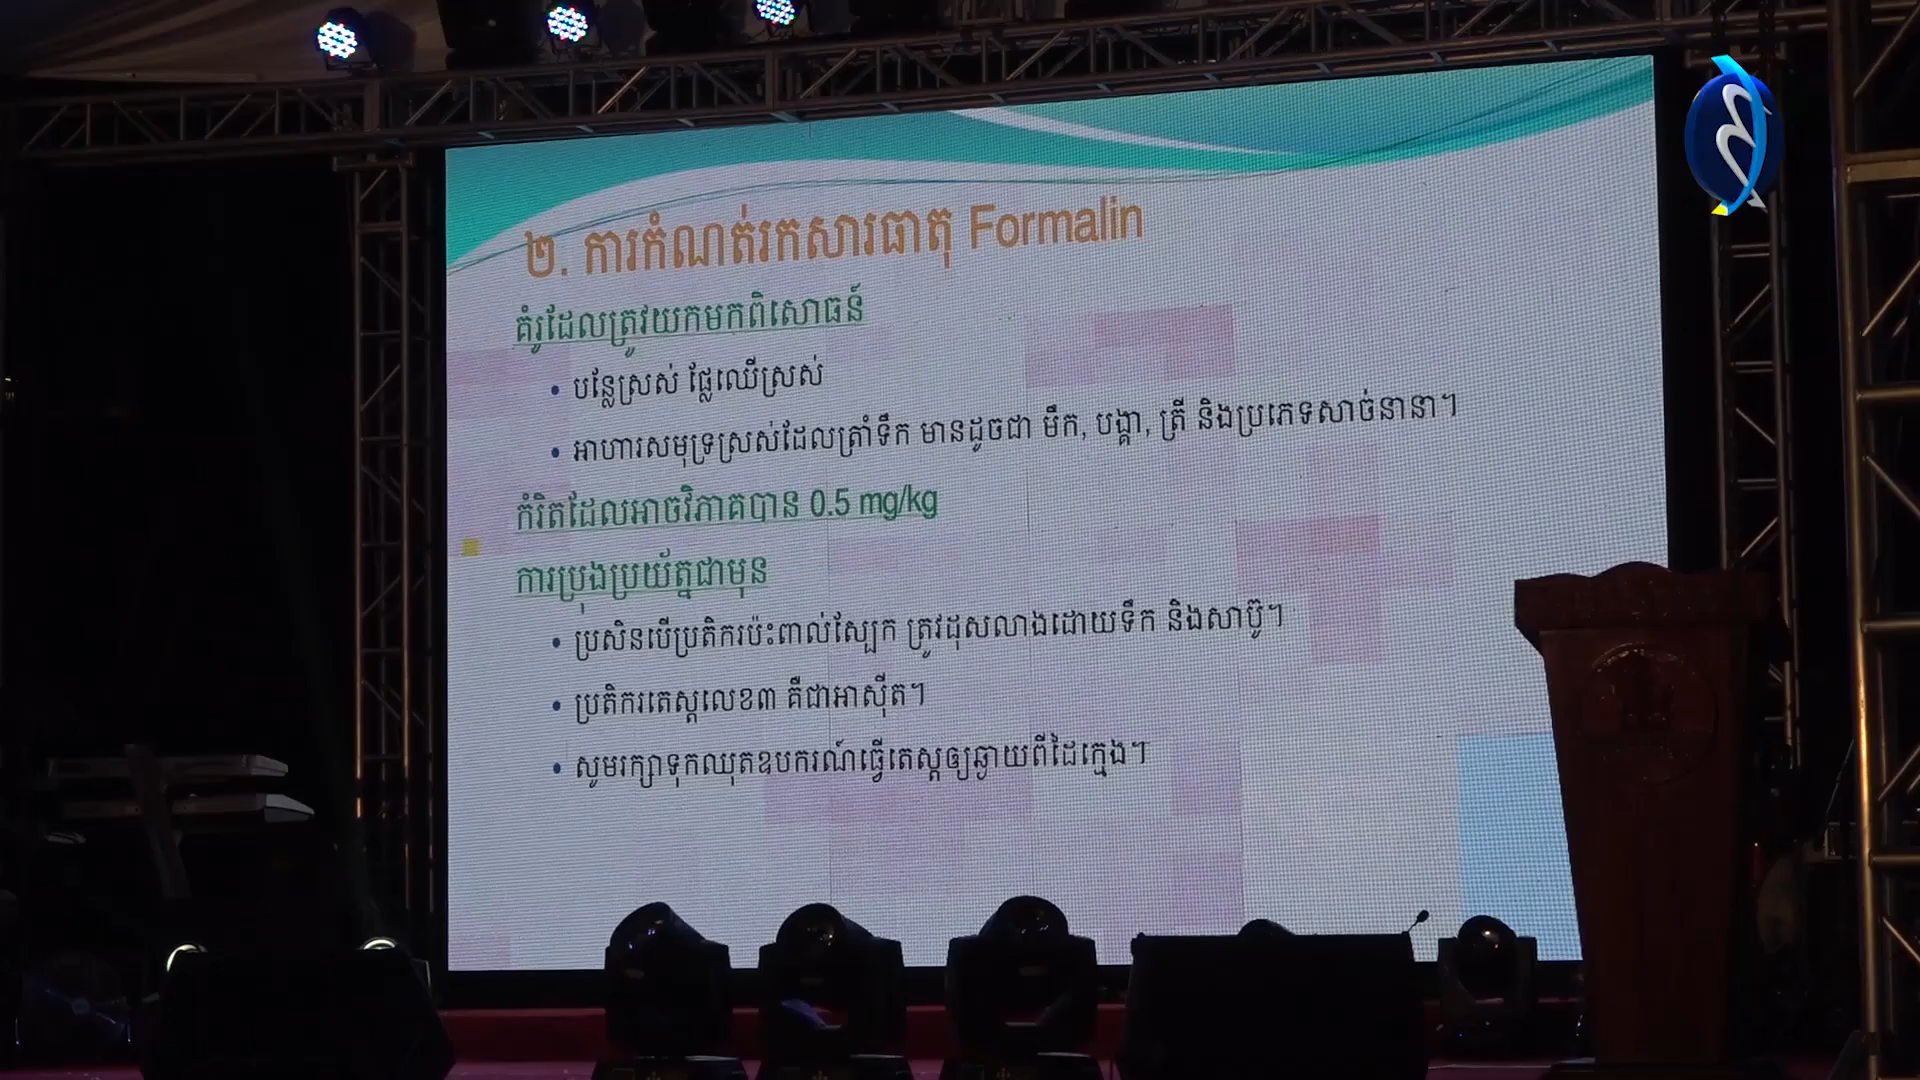 ២. ការកំណត់រកសារធាតុ Formalin
គំរូដែលត្រូវយកមកពិសោធន៍
• បន្លែស្រស់ ផ្លែឈើស្រស់
• អាហារសមុទ្រស្រស់ដែលត្រាំទឹក មានដូចជា មឹក, បង្គា, ត្រី និងប្រភេទសាច់នានា។
កំរិតដែលអាចវិភាគបាន 0.5 mg/kg
ការប្រុងប្រយ័ត្នជាមុន
• ប្រសិនបើប្រតិករប៉ះពាល់ស្បែក ត្រូវដុសលាងដោយទឹក និងសាប៊ូ។
• ប្រតិករតេស្តលេខ៣ គឺជាអាស៊ីត។
• សូមរក្សាទុកឈុតឧបករណ៍ធ្វើតេស្តឲ្យឆ្ងាយពីដៃក្មេង។